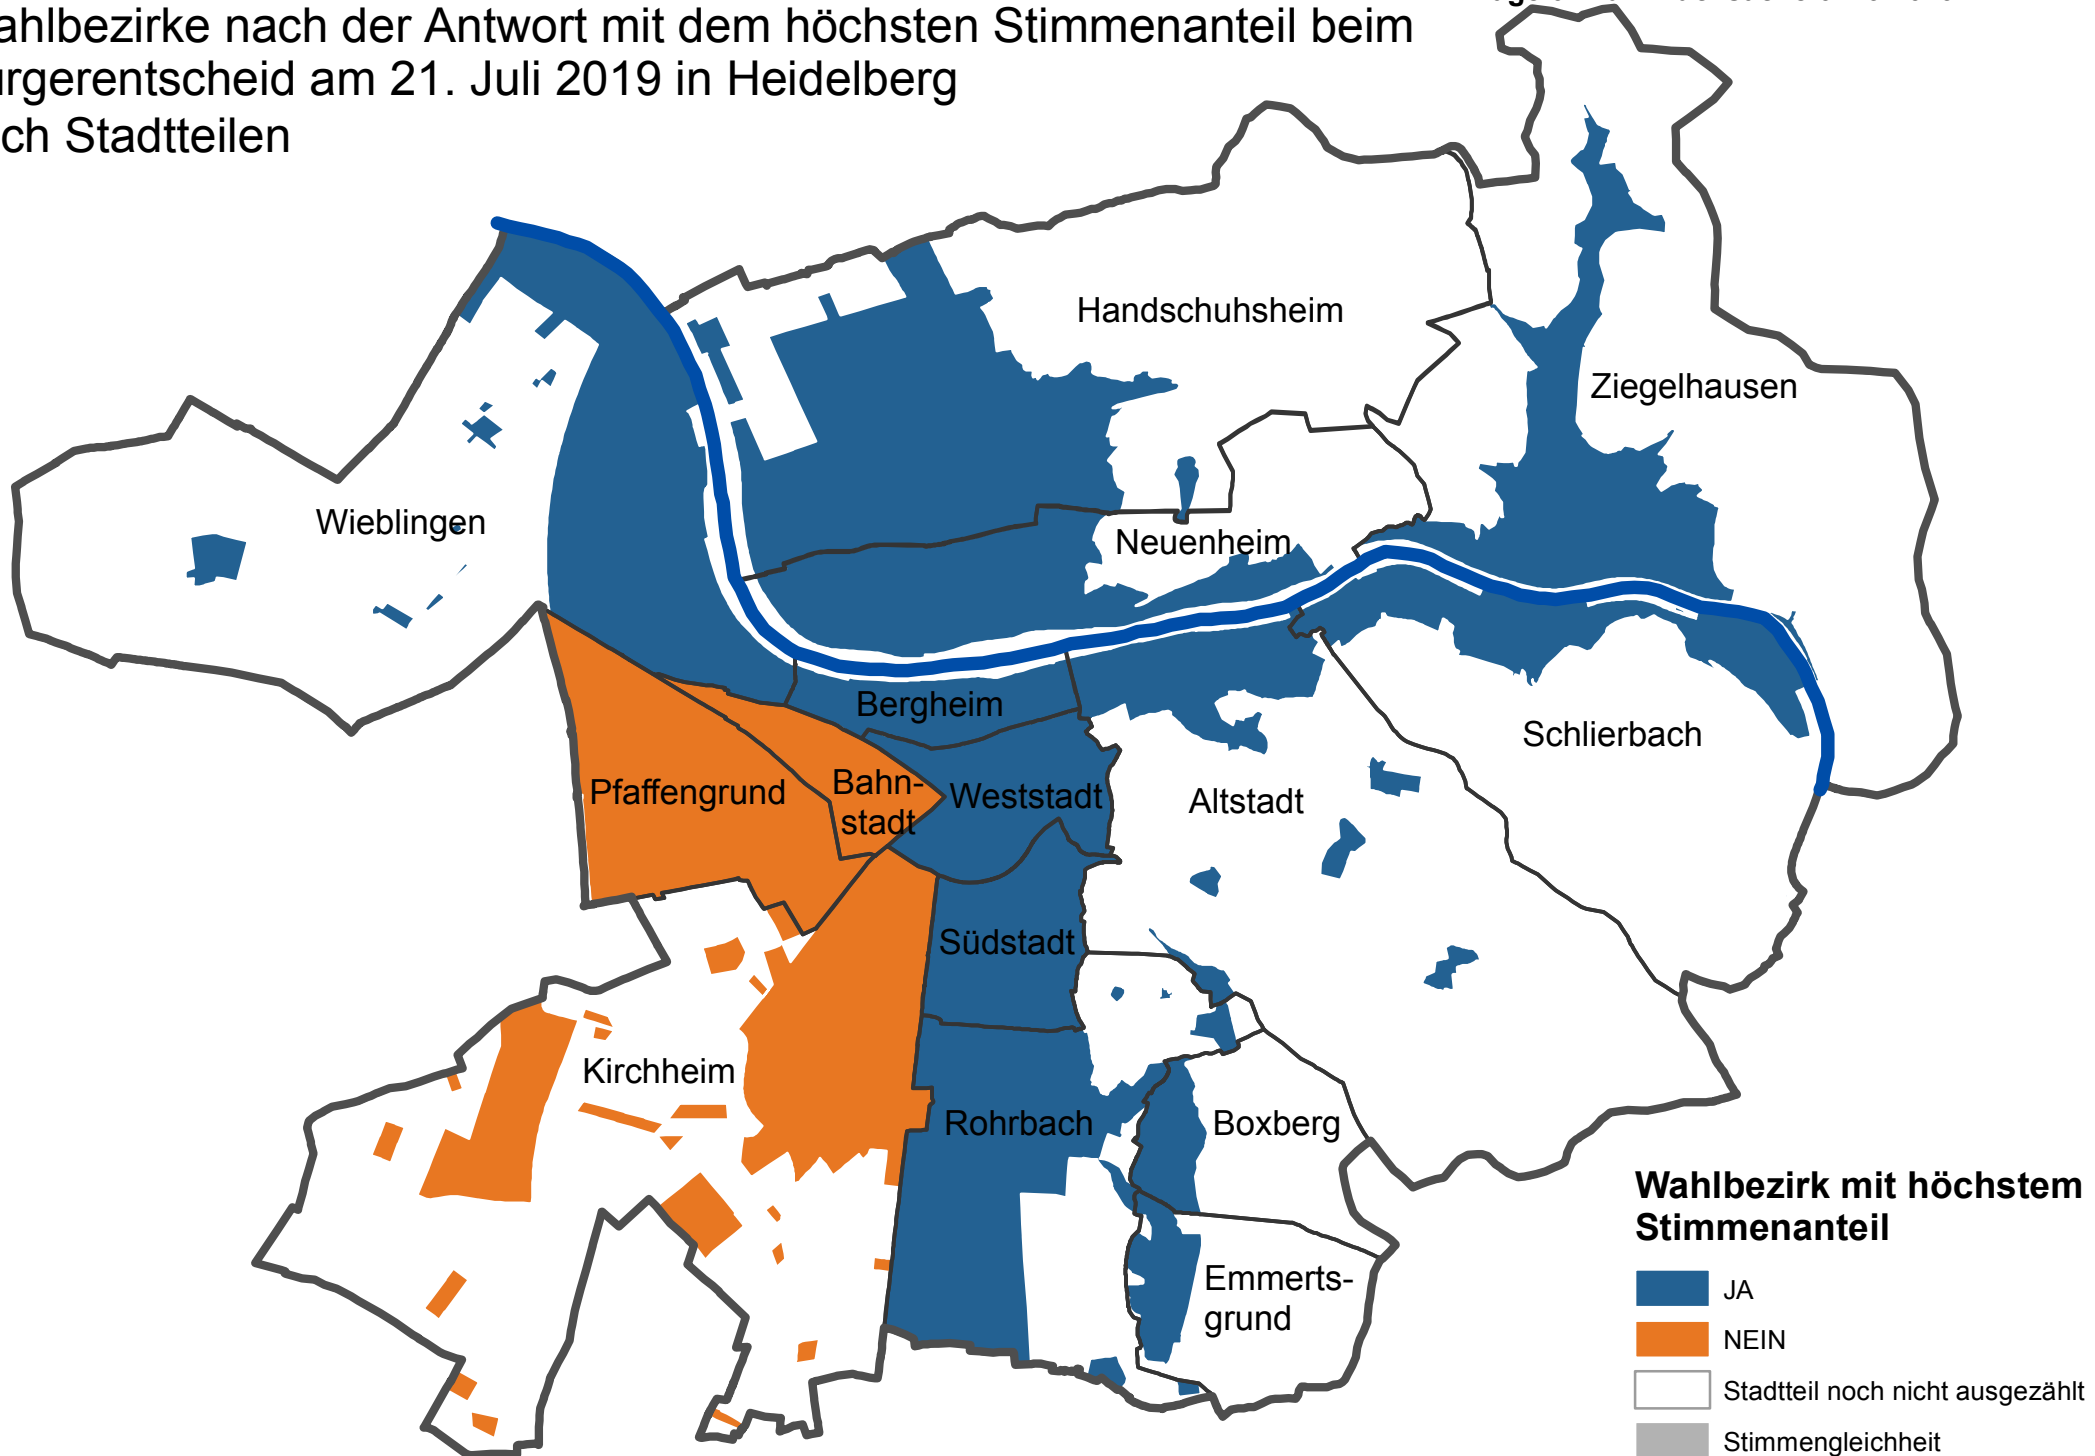 ahlbezirke nach der Antwort mit dem höchsten Stimmenanteil beim
rgerentscheid am 21. Juli 2019 in Heidelberg
ch Stadtteilen
Handschuhsheim
Ziegelhausen
Wieblingen
Neuenheim
Bergheim
Schlierbach
Pfaffengrund
Bahn-
stadt
Weststadt
Altstadt
Südstadt
Kirchheim
Rohrbach
Boxberg
Emmerts-
grund
Wahlbezirk mit höchstem
Stimmenanteil
JA
NEIN
Stadtteil noch nicht ausgezählt
Stimmengleichheit